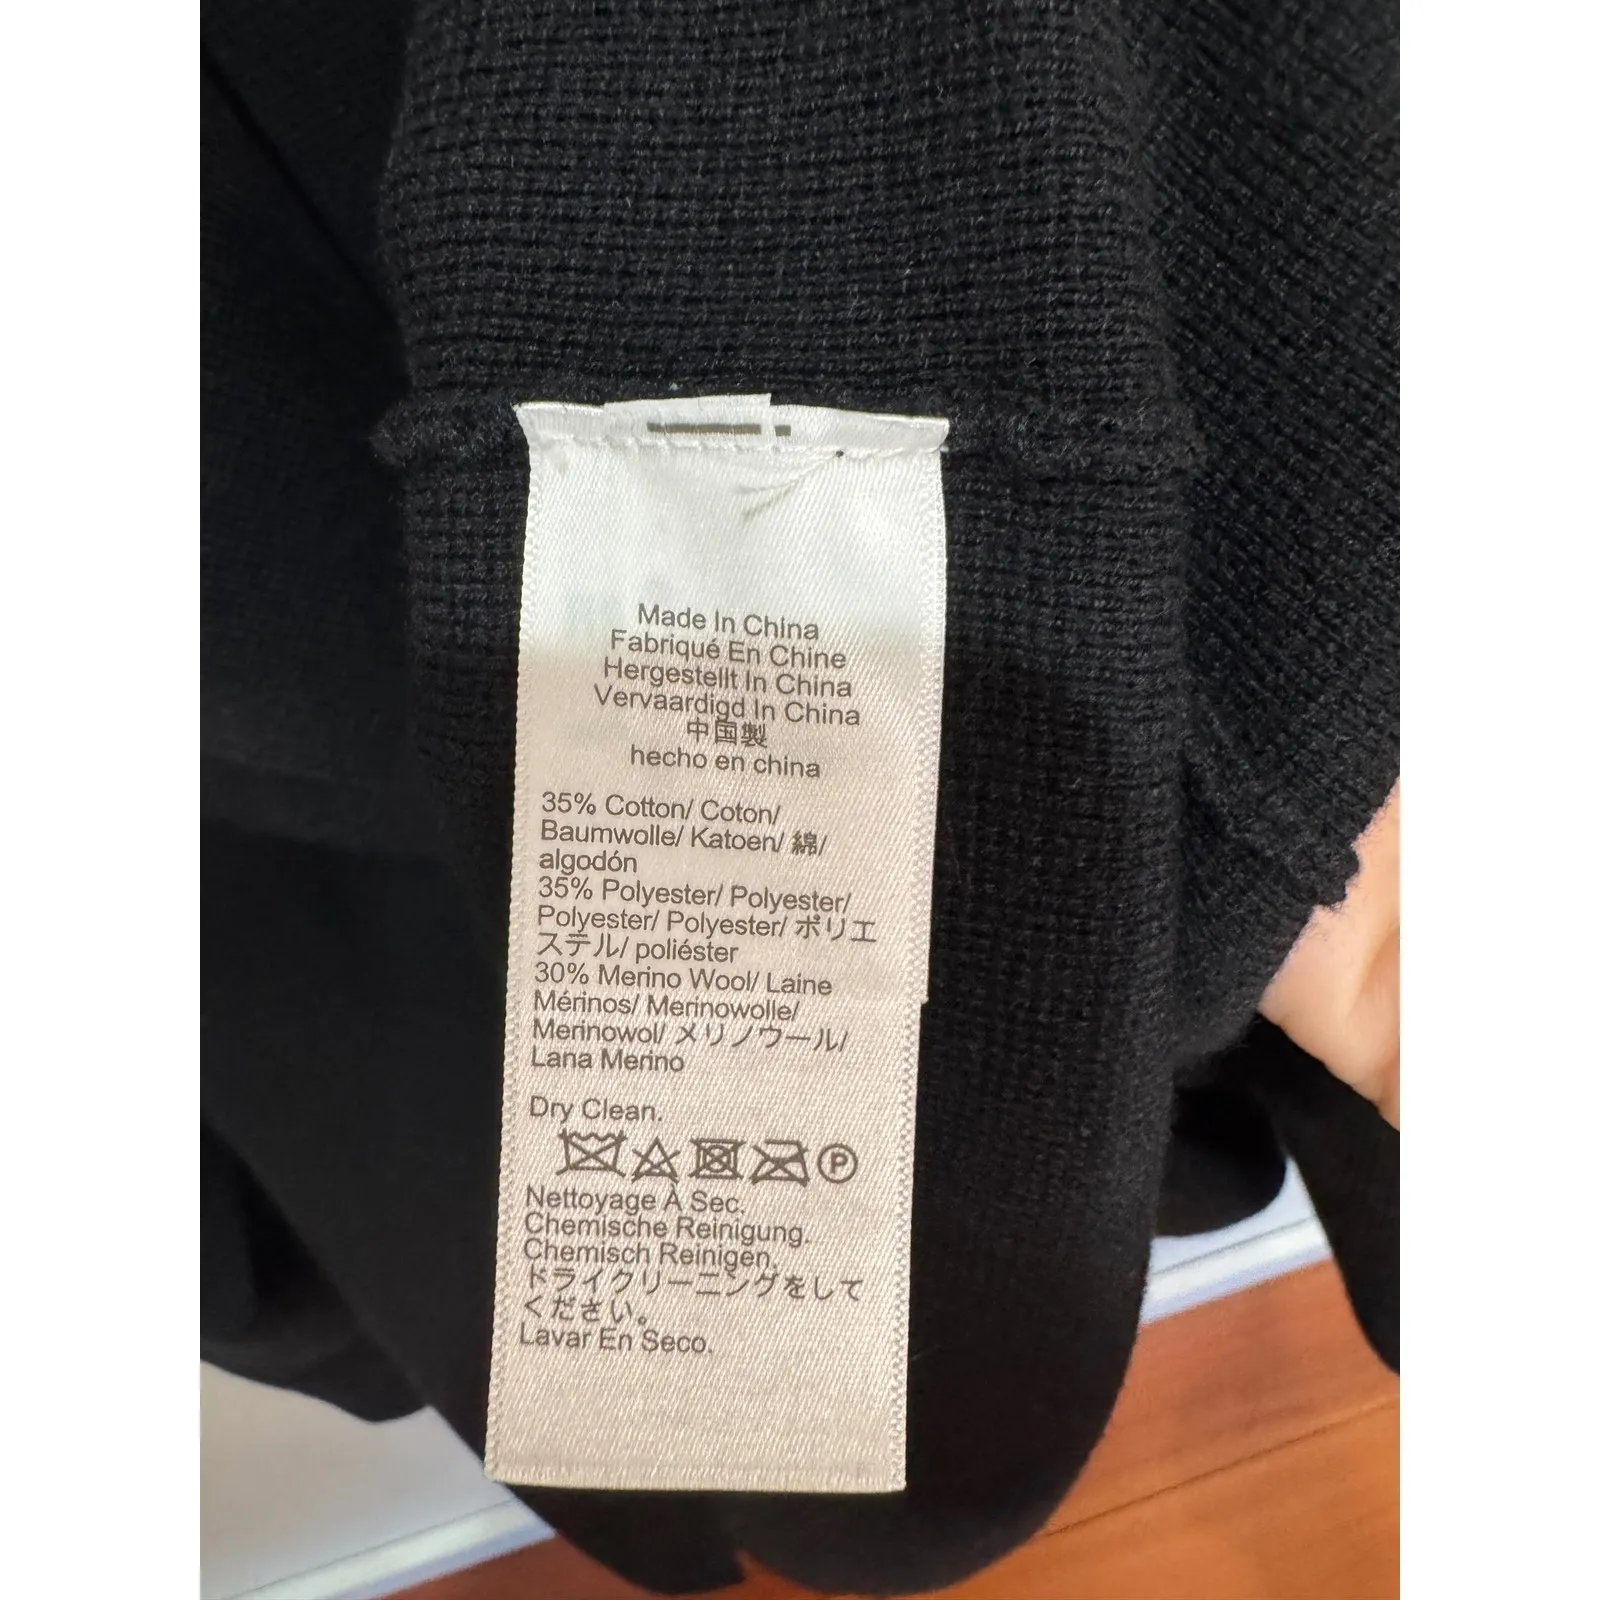 Made In China
Fabriqué En Chine
Hergestellt In China
Vervaardigd In China
中国製
hecho en china
35% Cotton/ Coton/
Baumwolle/ Katoen/ 綿/
algodón
35% Polyester/ Polyester/
Polyester/ Polyester/ ポリエ
ステル/ poliéster
30% Merino Wool/ Laine
Mérinos/ Merinowolle/
Merinowol/ メリノウール/
Lana Merino
Dry Clean.
P
Nettoyage À Sec.
Chemische Reinigung.
Chemisch Reinigen.
ドライクリーニングをして
ください。
Lavar En Seco.